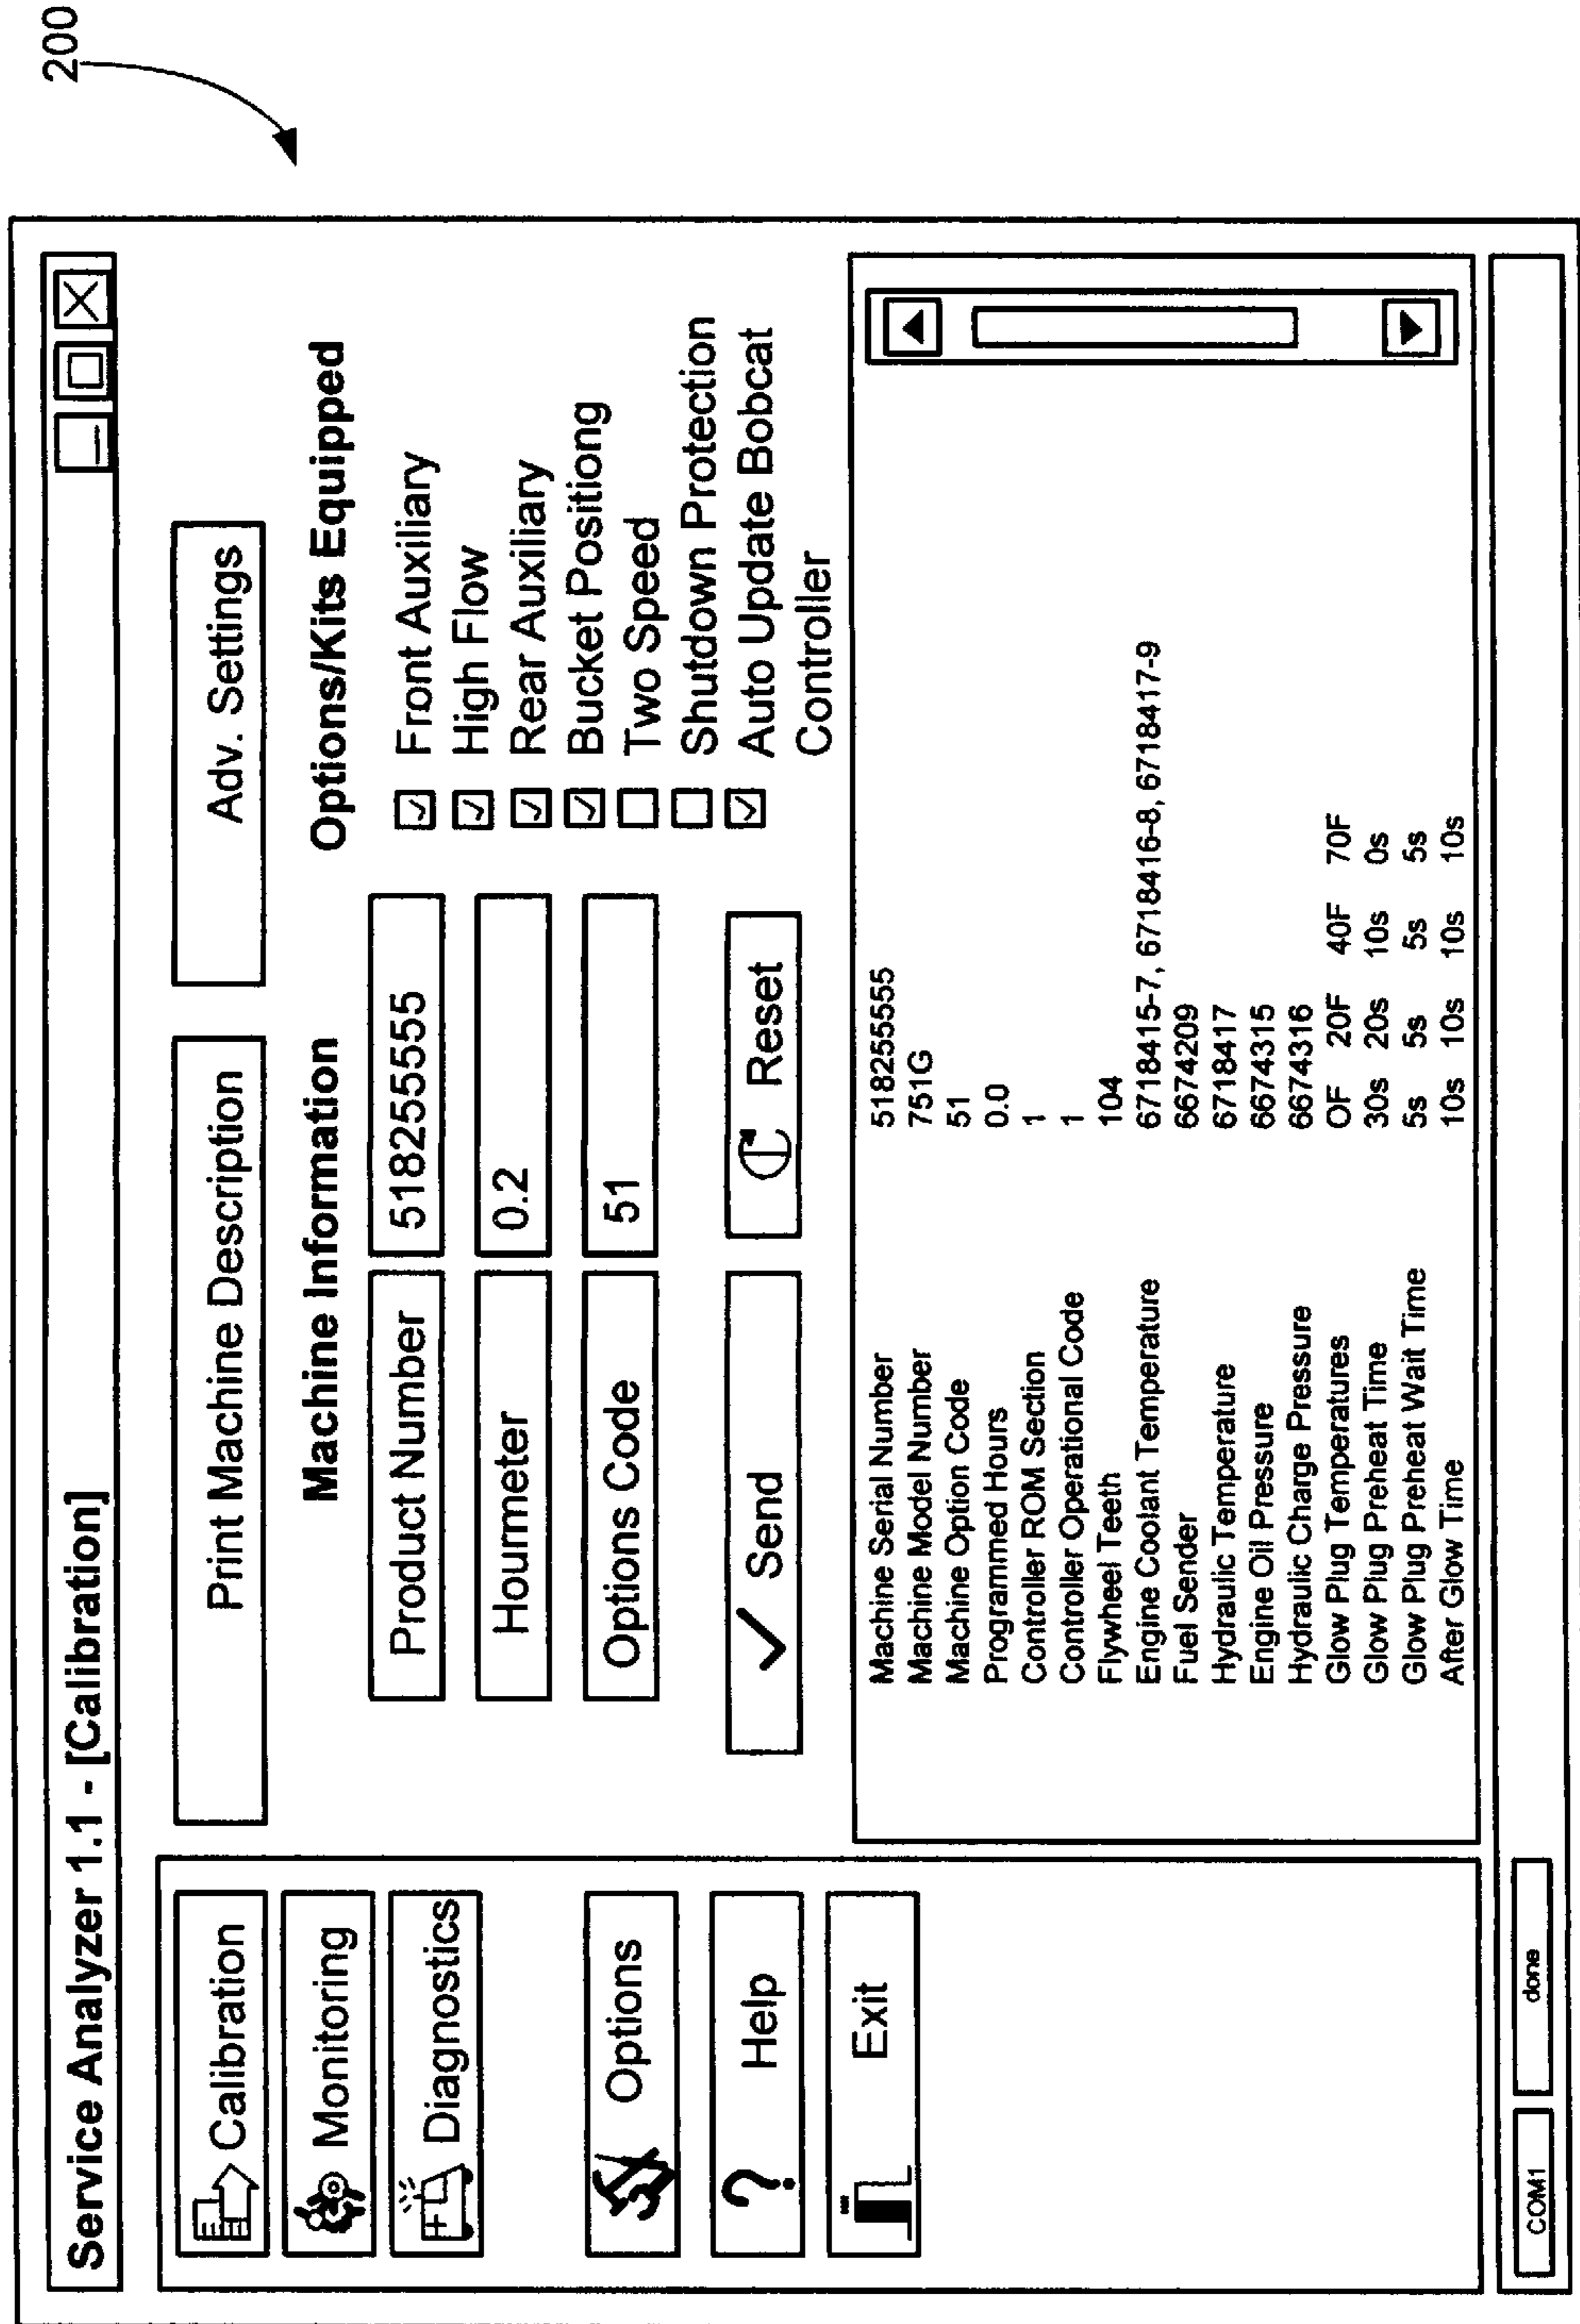 200
Service Analyzer 1.1 - [Calibration]
Calibration
Monitoring
Diagnostics
Options
? Help
Exit
Print Machine Description
Adv. Settings
Machine Information
Product Number 518255555
Hourmeter 0.2
Options Code 51
Send
Reset
Options/Kits Equipped
Front Auxiliary
High Flow
Rear Auxiliary
Bucket Positiong
Two Speed
Shutdown Protection
Auto Update Bobcat
Controller
Machine Serial Number 518255555
Machine Model Number 751G
Machine Option Code 51
Programmed Hours 0.0
Controller ROM Section 1
Controller Operational Code 1
Flywheel Teeth 104
Engine Coolant Temperature 6718415-7, 6718416-8, 6718417-9
Fuel Sender 6674209
Hydraulic Temperature 6718417
Engine Oil Pressure 6674315
Hydraulic Charge Pressure 6674316
Glow Plug Temperatures OF 20F 40F 70F
Glow Plug Preheat Time 30s 20s 10s 0s
Glow Plug Preheat Wait Time 5s 5s 5s 5s
After Glow Time 10s 10s 10s 10s
COM1
done